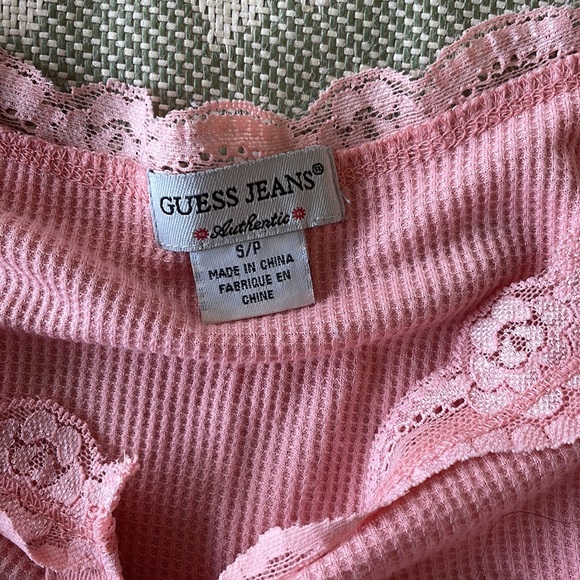 GUESS JEANS®
Authentic
S/P
MADE IN CHINA
FABRIQUE EN
CHINE